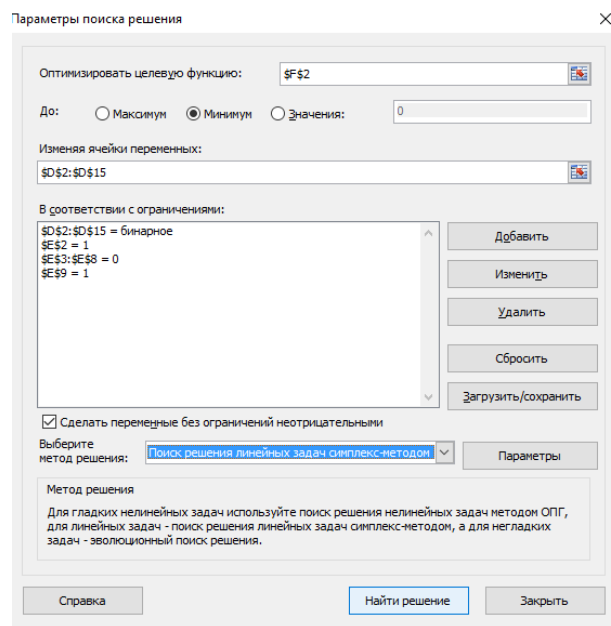 Параметры поиска решения
Оптимизировать целевую функцию:
$F$2
До:
Максимум
Минимум
Значения:
0
Изменяя ячейки переменных:
$D$2:$D$15
В соответствии с ограничениями:
$D$2:$D$15 = бинарное
$E$2 = 1
$E$3:$E$8 = 0
$E$9 = 1
Добавить
Изменить
Удалить
Сбросить
Загрузить/сохранить
Сделать переменные без ограничений неотрицательными
Выберите
метод решения:
Поиск решения линейных задач симплекс-методом
Параметры
Метод решения
Для гладких нелинейных задач используйте поиск решения нелинейных задач методом ОПГ,
для линейных задач - поиск решения линейных задач симплекс-методом, а для негладких
задач - эволюционный поиск решения.
Справка
Найти решение
Закрыть